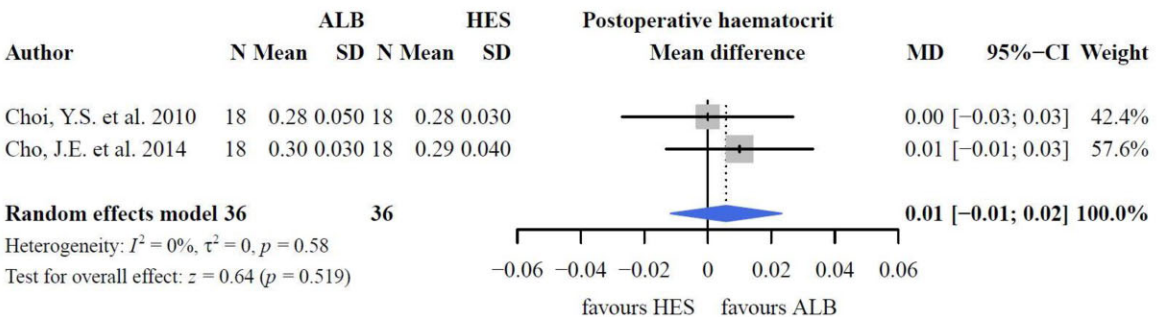 ALB HES Postoperative haematocrit
Author N Mean SD N Mean SD Mean difference MD 95%−CI Weight
Choi, Y.S. et al. 2010 18 0.28 0.050 18 0.28 0.030 0.00 [−0.03; 0.03] 42.4%
Cho, J.E. et al. 2014 18 0.30 0.030 18 0.29 0.040 0.01 [−0.01; 0.03] 57.6%
Random effects model 36 36 0.01 [−0.01; 0.02] 100.0%
Heterogeneity: I² = 0%, τ² = 0, p = 0.58
Test for overall effect: z = 0.64 (p = 0.519)
−0.06 −0.04 −0.02 0 0.02 0.04 0.06
favours HES favours ALB